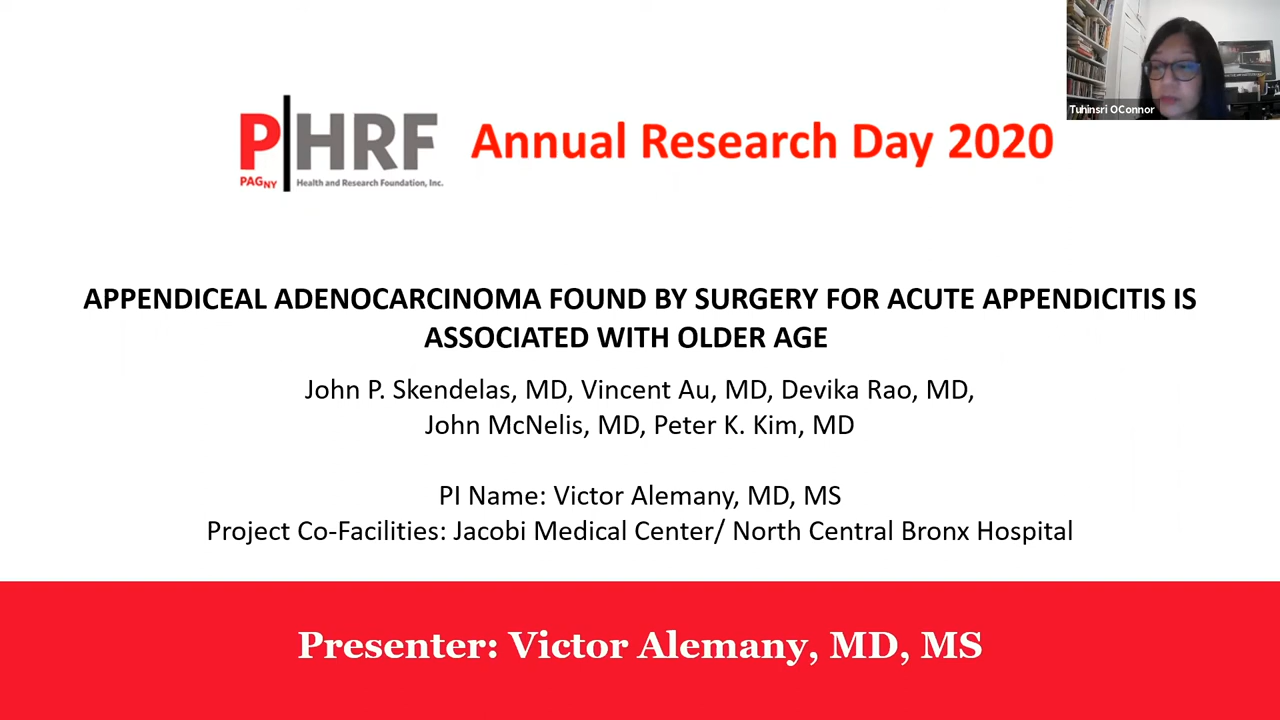 Tuhinsri OConnor
P|HRF
PAGNY Health and Research Foundation, Inc.
Annual Research Day 2020
APPENDICEAL ADENOCARCINOMA FOUND BY SURGERY FOR ACUTE APPENDICITIS IS
ASSOCIATED WITH OLDER AGE
John P. Skendelas, MD, Vincent Au, MD, Devika Rao, MD,
John McNelis, MD, Peter K. Kim, MD
PI Name: Victor Alemany, MD, MS
Project Co-Facilities: Jacobi Medical Center/ North Central Bronx Hospital
Presenter: Victor Alemany, MD, MS